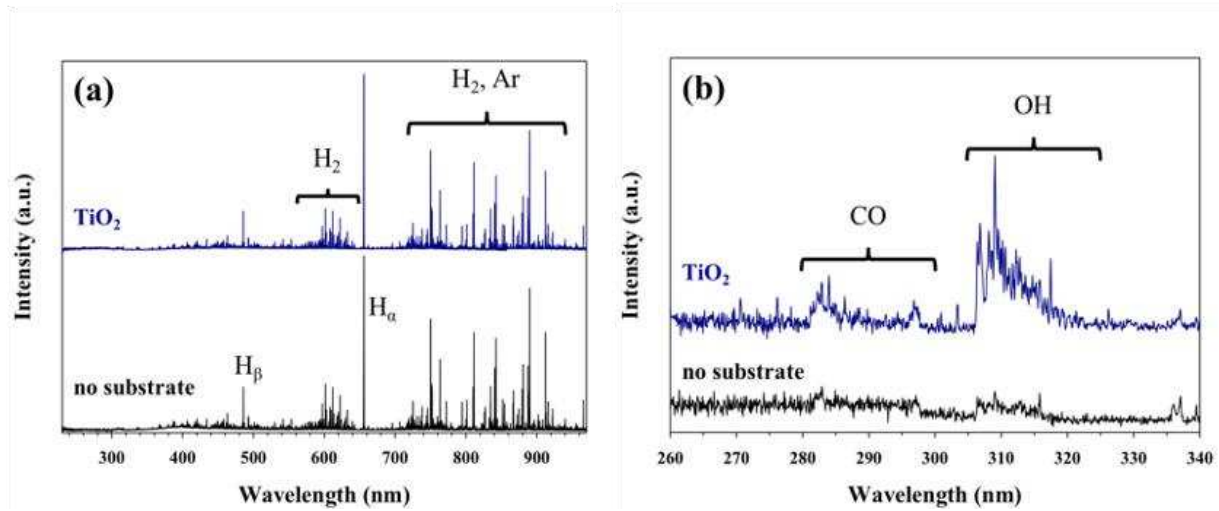 (a)
H₂, Ar
H₂
TiO₂
Hα
Hβ
no substrate
Intensity (a.u.)
300 400 500 600 700 800 900
Wavelength (nm)
(b)
OH
CO
TiO₂
no substrate
Intensity (a.u.)
260 270 280 290 300 310 320 330 340
Wavelength (nm)